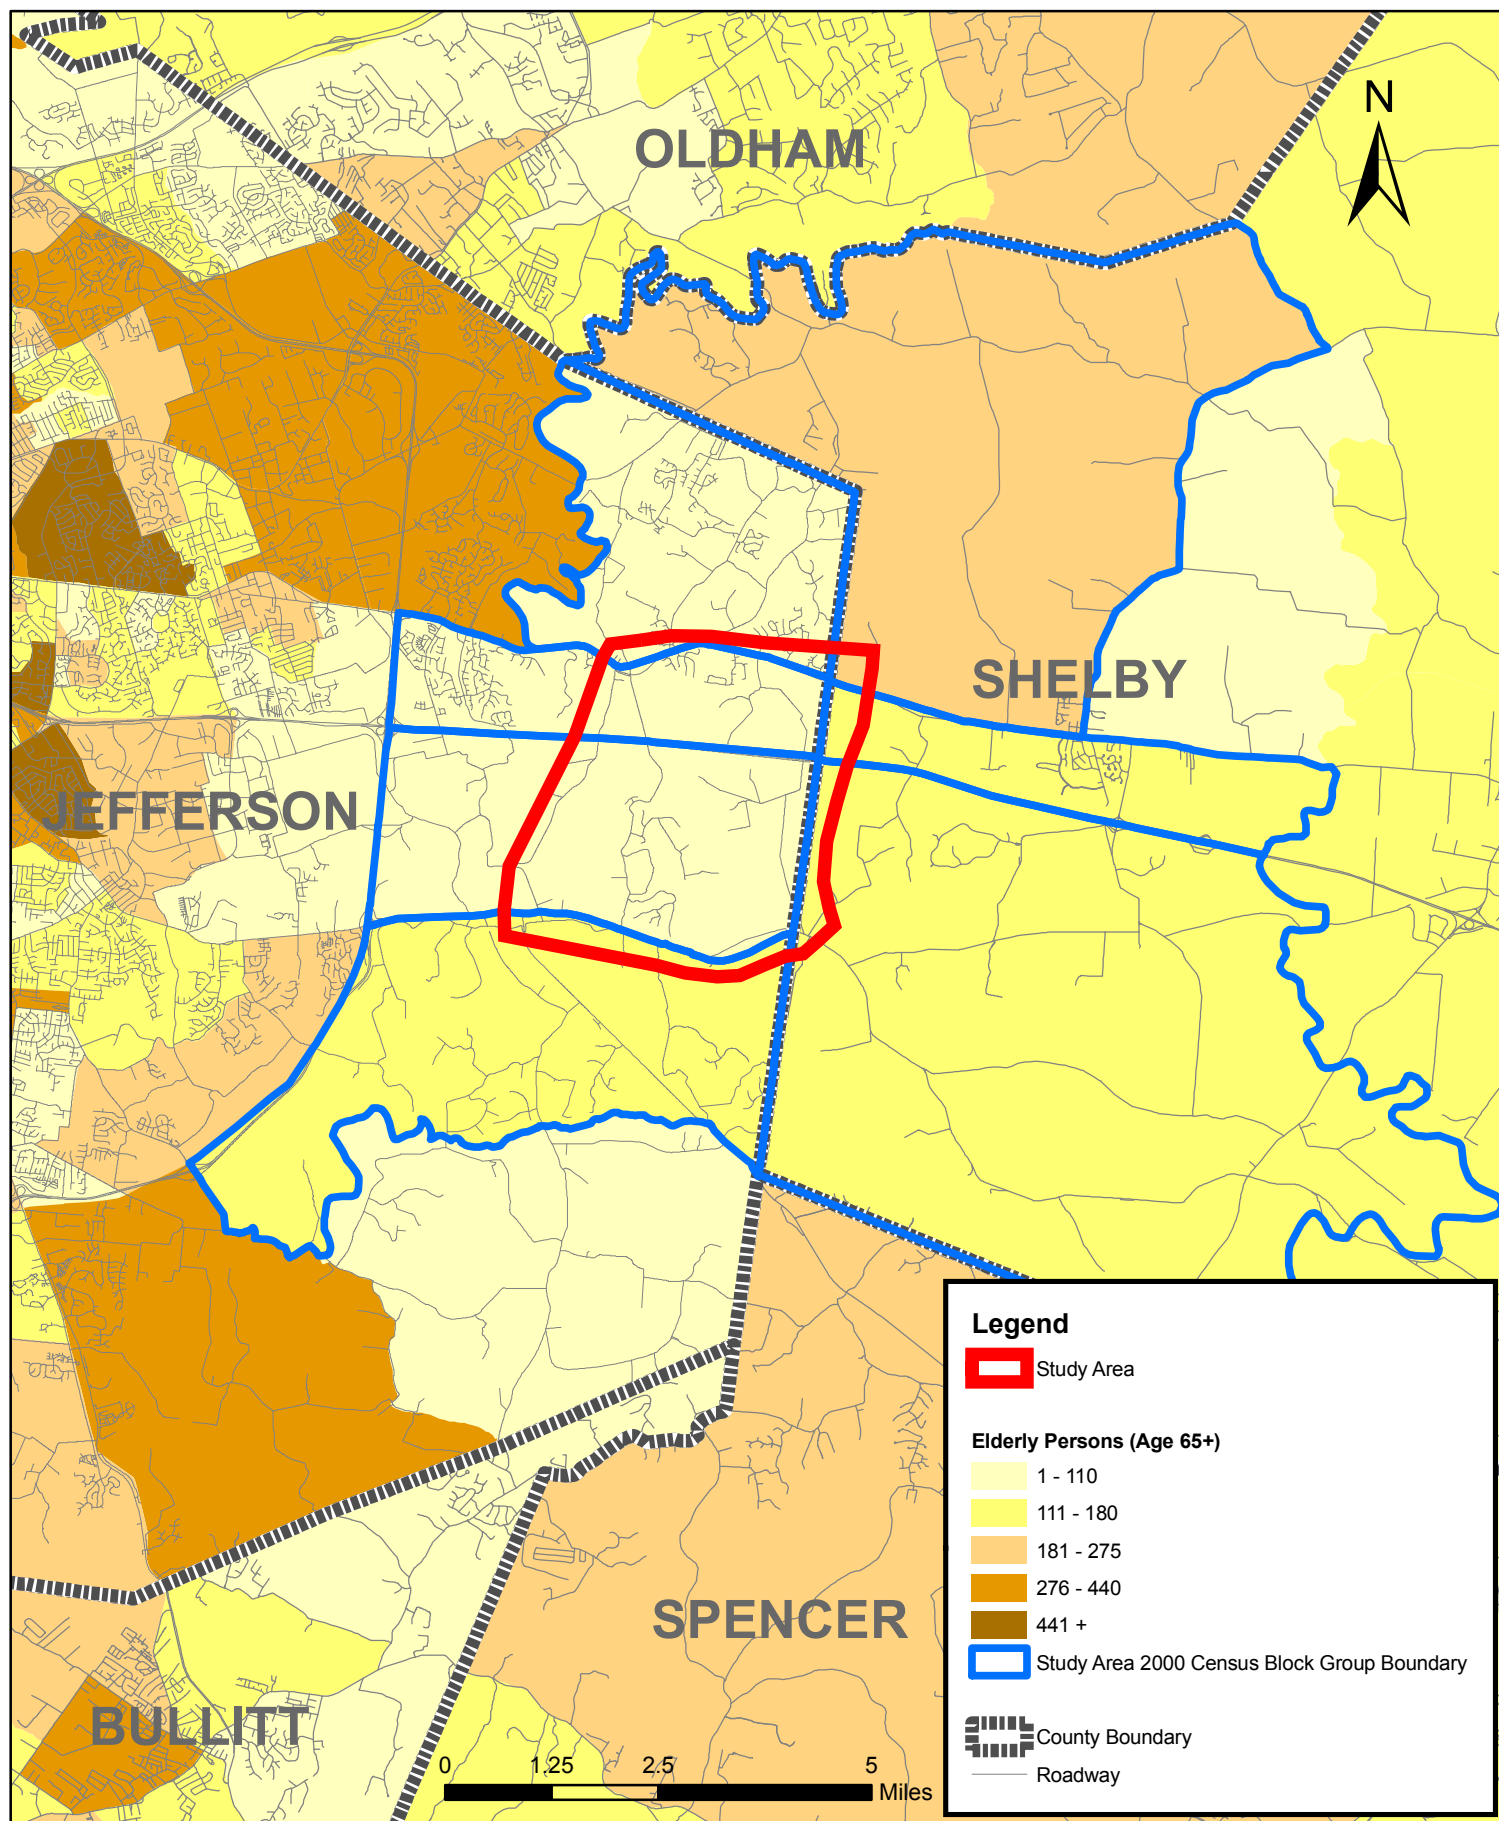 N
OLDHAM
SHELBY
JEFFERSON
Legend
Study Area
Elderly Persons (Age 65+)
1 - 110
111 - 180
181 - 275
276 - 440
441 +
Study Area 2000 Census Block Group Boundary
County Boundary
Roadway
SPENCER
BULLITT
0 1.25 2.5 5
Miles